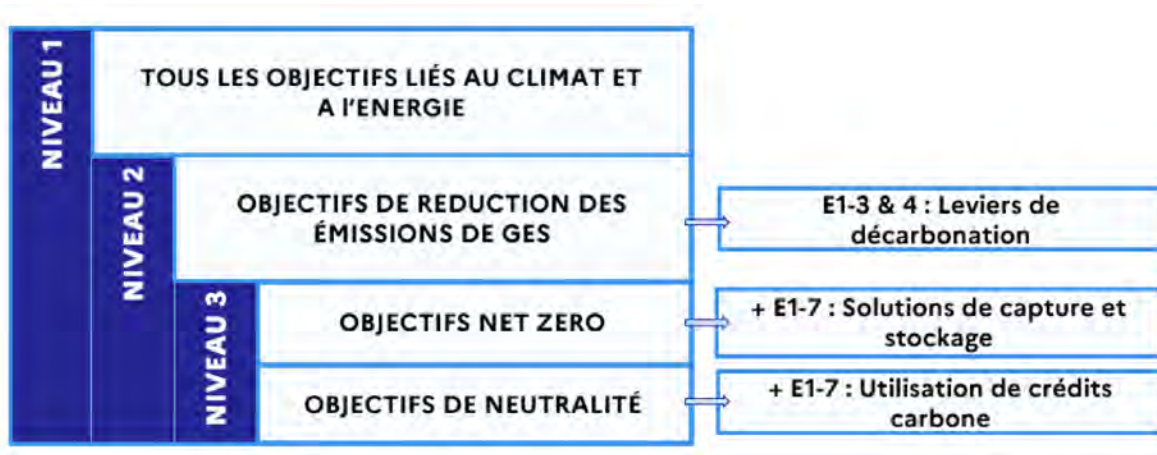 NIVEAU 1
TOUS LES OBJECTIFS LIÉS AU CLIMAT ET
A l'ENERGIE
NIVEAU 2
OBJECTIFS DE REDUCTION DES
ÉMISSIONS DE GES
E1-3 & 4 : Leviers de
décarbonation
NIVEAU 3
OBJECTIFS NET ZERO
+ E1-7 : Solutions de capture et
stockage
OBJECTIFS DE NEUTRALITÉ
+ E1-7 : Utilisation de crédits
carbone